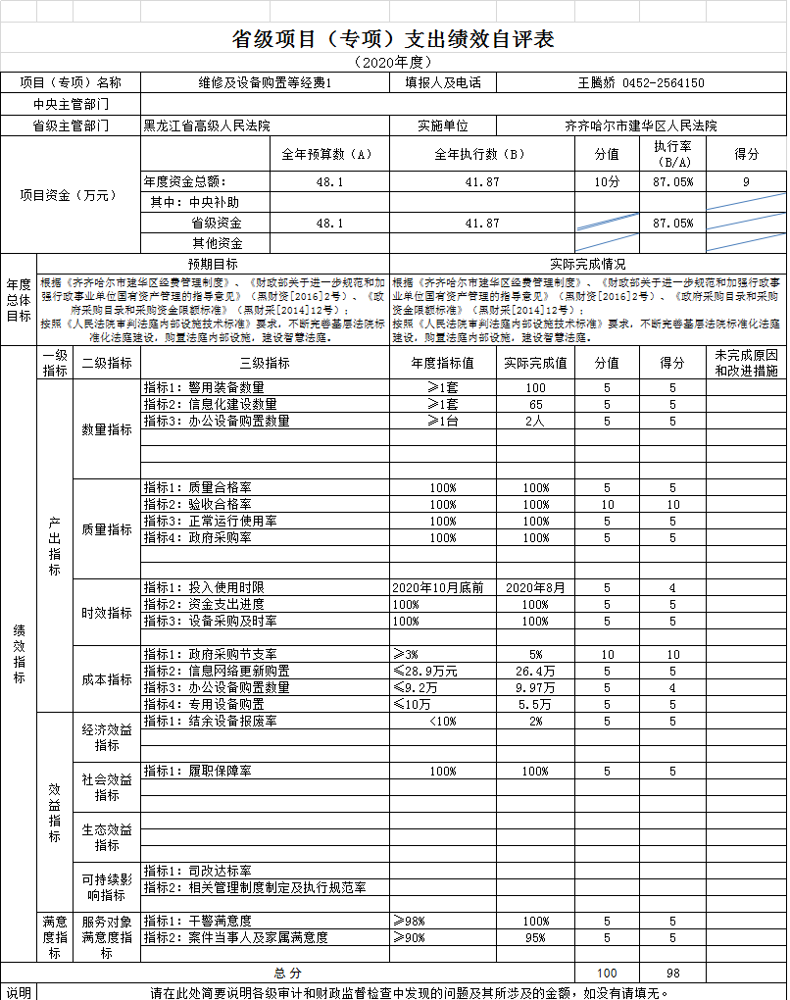 省级项目（专项）支出绩效自评表
（2020年度）
项目（专项）名称 维修及设备购置等经费1 填报人及电话 王腾娇 0452-2564150
中央主管部门
省级主管部门 黑龙江省高级人民法院 实施单位 齐齐哈尔市建华区人民法院
项目资金（万元） 全年预算数（A） 全年执行数（B） 分值 执行率（B/A） 得分
年度资金总额： 48.1 41.87 10分 87.05% 9
其中：中央补助
省级资金 48.1 41.87 87.05%
其他资金
年度总体目标 预期目标 实际完成情况
根据《齐齐哈尔市建华区经费管理制度》、《财政部关于进一步规范和加强行政事业单位国有资产管理的指导意见》（黑财资[2016]2号）、《政府采购目录和采购资金限额标准》（黑财采[2014]12号）；
按照《人民法院审判法庭内部设施技术标准》要求，不断完善基层法院标准化法庭建设，购置法庭内部设施，建设智慧法庭。
根据《齐齐哈尔市建华区经费管理制度》、《财政部关于进一步规范和加强行政事业单位国有资产管理的指导意见》（黑财资[2016]2号）、《政府采购目录和采购资金限额标准》（黑财采[2014]12号）；
按照《人民法院审判法庭内部设施技术标准》要求，不断完善基层法院标准化法庭建设，购置法庭内部设施，建设智慧法庭。
绩效指标 一级指标 二级指标 三级指标 年度指标值 实际完成值 分值 得分 未完成原因和改进措施
产出指标 数量指标 指标1：警用装备数量 ≥1套 100 5 5
指标2：信息化建设数量 ≥1套 65 5 5
指标3：办公设备购置数量 ≥1台 2人 5 5
质量指标 指标1：质量合格率 100% 100% 5 5
指标2：验收合格率 100% 100% 10 10
指标3：正常运行使用率 100% 100% 5 5
指标4：政府采购率 100% 100% 5 5
时效指标 指标1：投入使用时限 2020年10月底前 2020年8月 5 4
指标2：资金支出进度 100% 100% 5 5
指标3：设备采购及时率 100% 100% 5 5
成本指标 指标1：政府采购节支率 ≥3% 5% 10 10
指标2：信息网络更新购置 ≤28.9万元 26.4万 5 5
指标3：办公设备购置数量 ≤9.2万 9.97万 5 4
指标4：专用设备购置 ≤10万 5.5万 5 5
效益指标 经济效益指标 指标1：结余设备报废率 <10% 2% 5 5
社会效益指标 指标1：履职保障率 100% 100% 5 5
生态效益指标
可持续影响指标 指标1：司改达标率
指标2：相关管理制度制定及执行规范率
满意度指标 服务对象满意度指标 指标1：干警满意度 ≥98% 100% 5 5
指标2：案件当事人及家属满意度 ≥90% 95% 5 5
总分 100 98
说明 请在此处简要说明各级审计和财政监督检查中发现的问题及其所涉及的金额，如没有请填无。